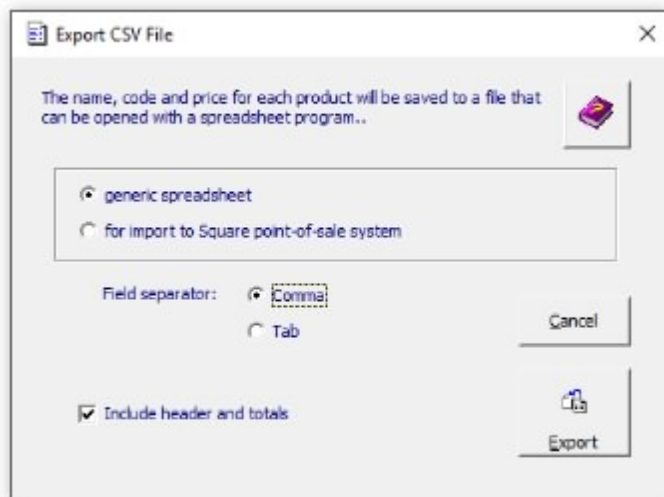 Export CSV File
The name, code and price for each product will be saved to a file that
can be opened with a spreadsheet program..
generic spreadsheet
for import to Square point-of-sale system
Field separator:
Comma
Tab
Cancel
Include header and totals
Export